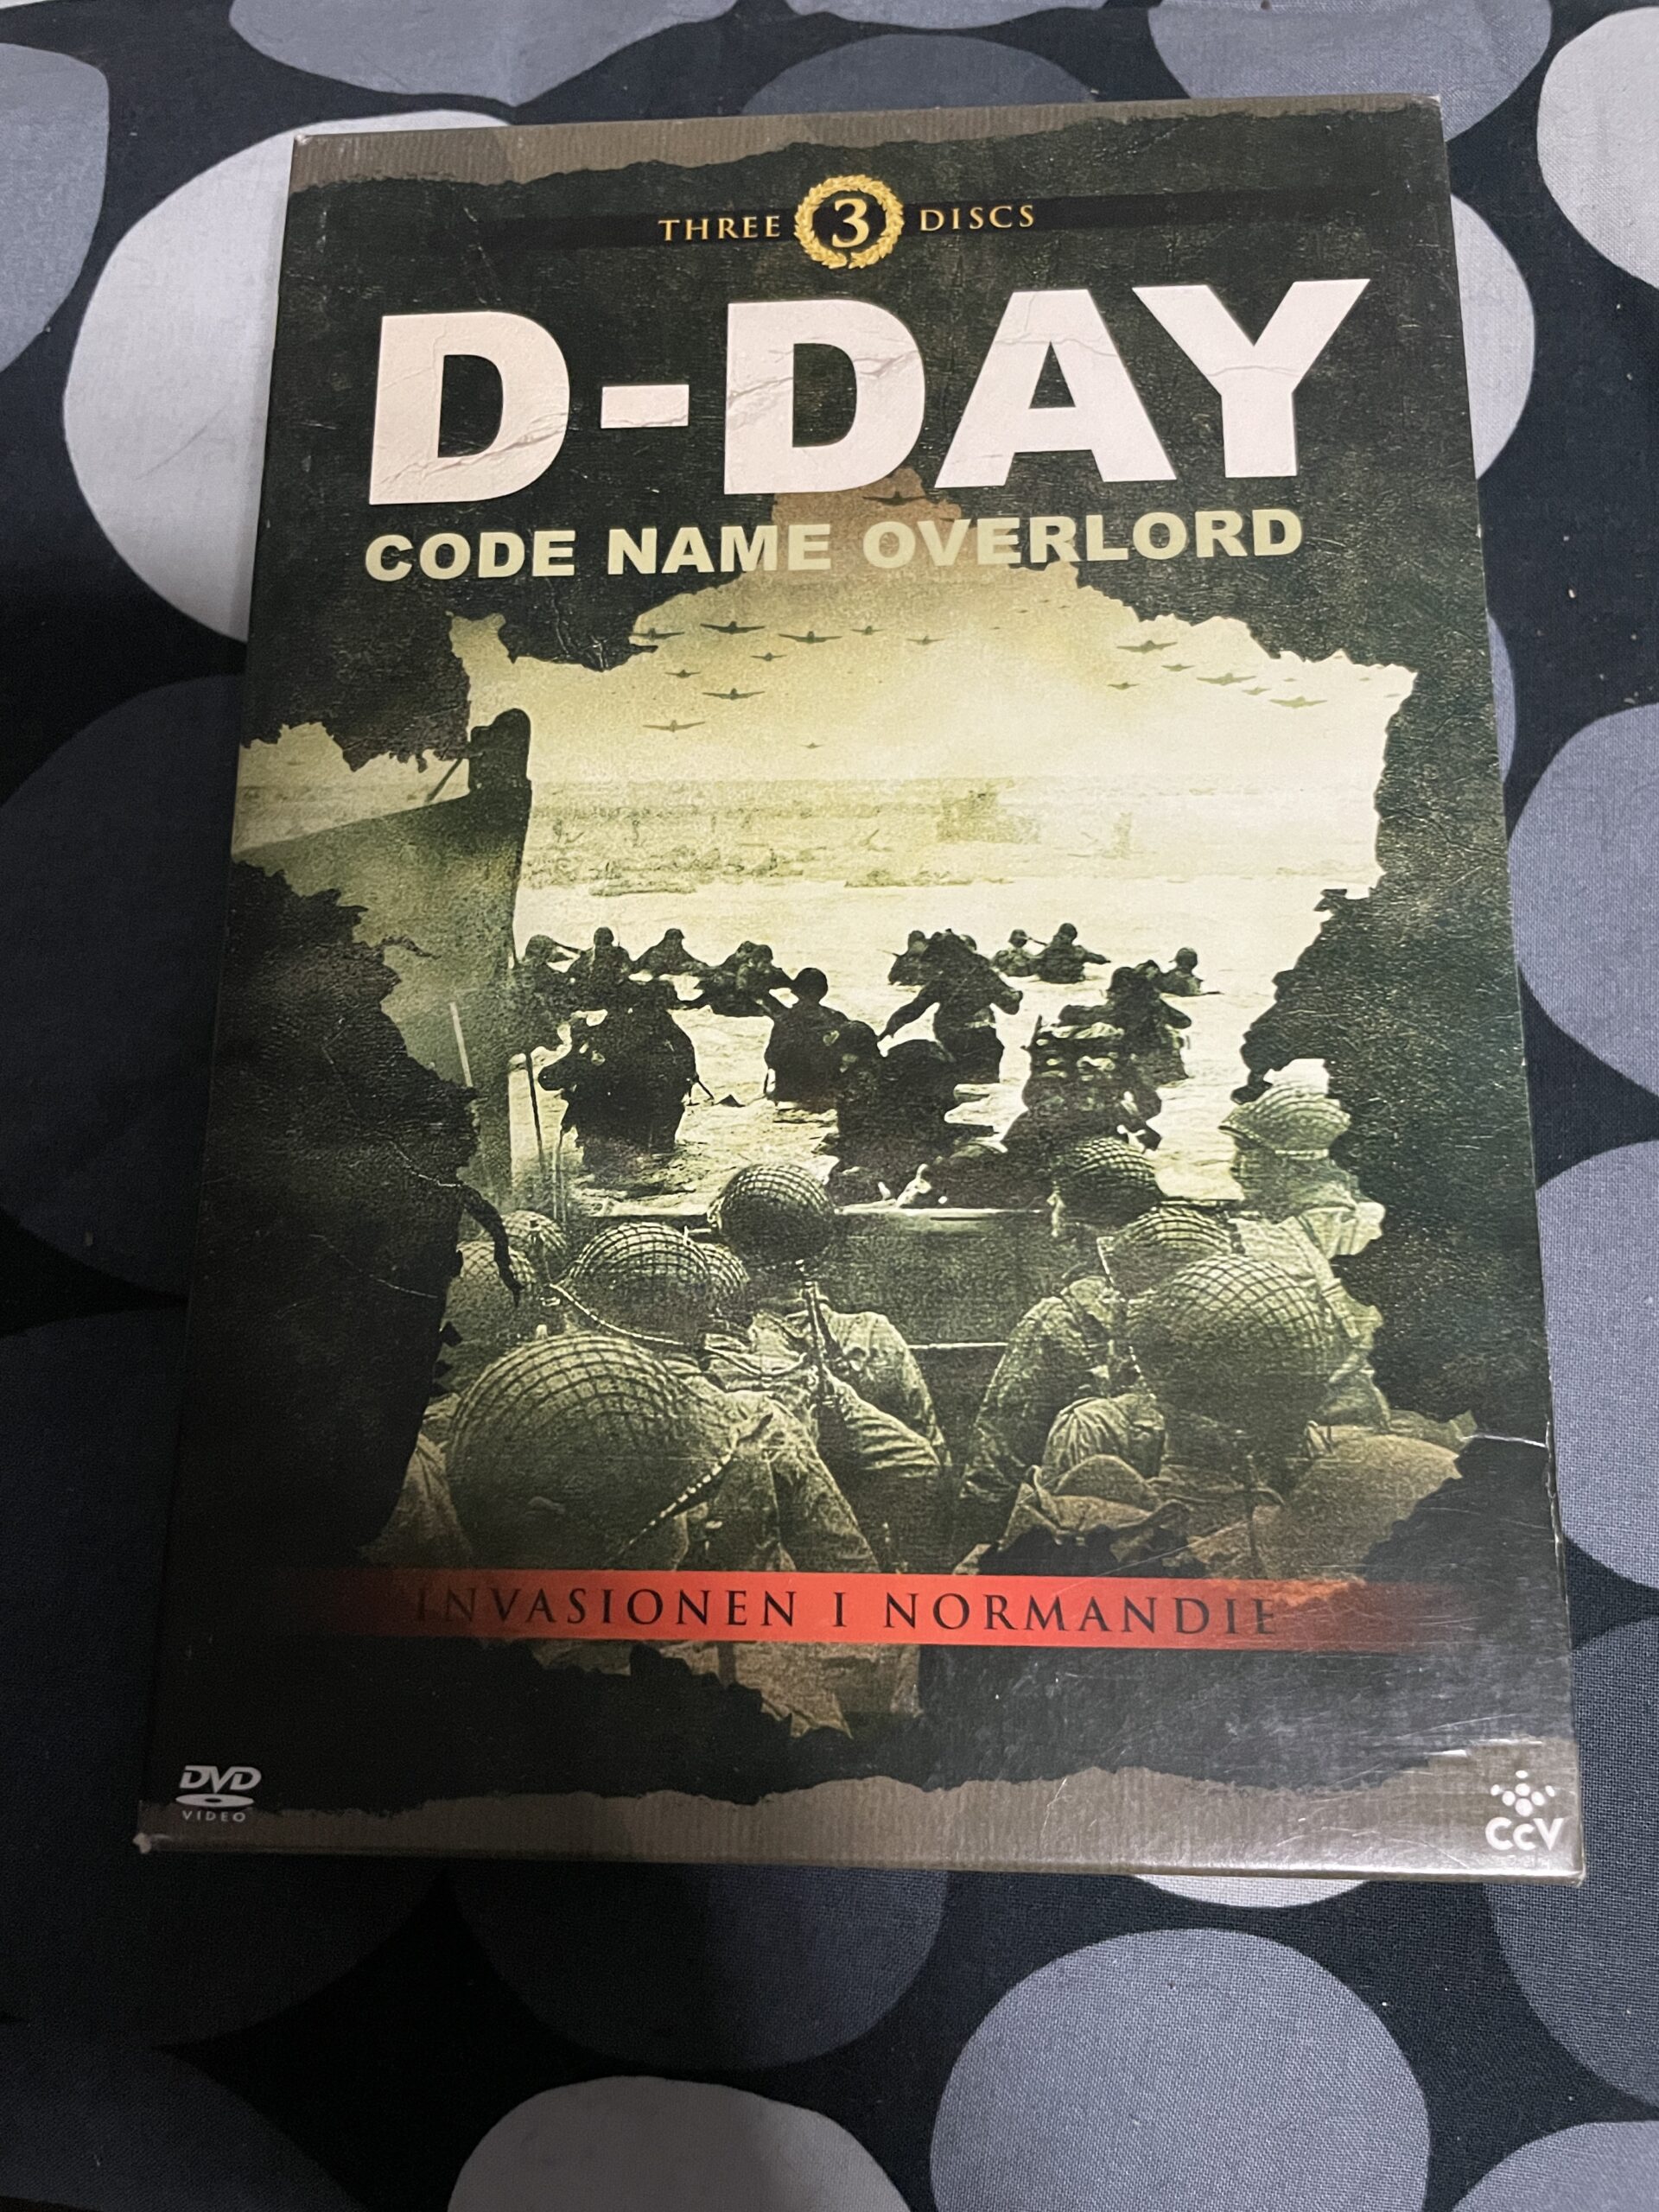 THREE 3 DISCS
D-DAY
CODE NAME OVERLORD
INVASIONEN I NORMANDIE
DVD
VIDEO
CCV